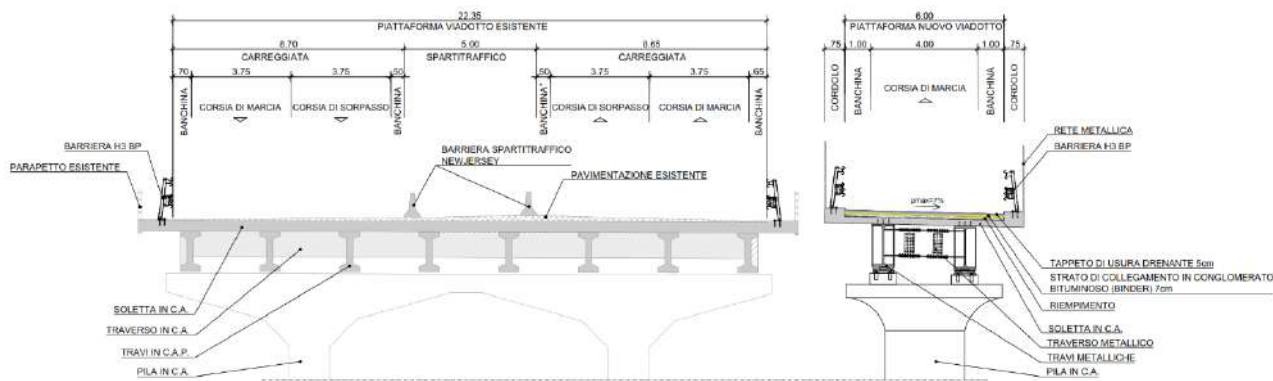 22.35
PIATTAFORMA VIADOTTO ESISTENTE
8.70
5.00
8.65
CARREGGIATA
SPARTITRAFFICO
CARREGGIATA
70
3.75
3.75
50
50
3.75
3.75
65
BANCHINA
CORSIA DI MARCIA
CORSIA DI SORPASSO
BANCHINA
BANCHINA*
CORSIA DI SORPASSO
CORSIA DI MARCIA
BANCHINA
BARRIERA H3 BP
PARAPETTO ESISTENTE
BARRIERA SPARTITRAFFICO
NEWJERSEY
PAVIMENTAZIONE ESISTENTE
SOLETTA IN C.A.
TRAVERSO IN C.A.
TRAVI IN C.A.P.
PILA IN C.A.
6.00
PIATTAFORMA NUOVO VIADOTTO
.75
1.00
4.00
1.00
.75
CORDOLO
BANCHINA
CORSIA DI MARCIA
BANCHINA
CORDOLO
RETE METALLICA
BARRIERA H3 BP
pmax=7%
TAPPETO DI USURA DRENANTE 5cm
STRATO DI COLLEGAMENTO IN CONGLOMERATO
BITUMINOSO (BINDER) 7cm
RIEMPIMENTO
SOLETTA IN C.A.
TRAVERSO METALLICO
TRAVI METALLICHE
PILA IN C.A.